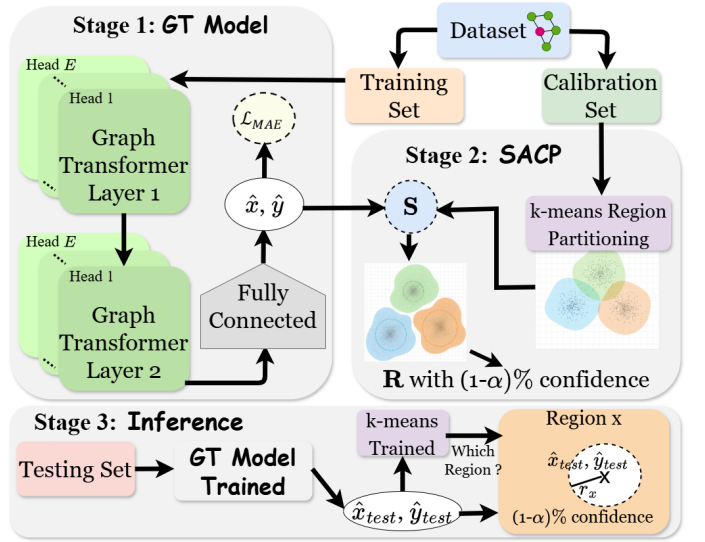 Stage 1: GT Model
Dataset
Training
Set
Calibration
Set
Head E
Head 1
Graph
Transformer
Layer 1
ℒ_MAE
x̂, ŷ
Head E
Head 1
Graph
Transformer
Layer 2
Fully
Connected
Stage 2: SACP
S
k-means Region
Partitioning
R with (1-α)% confidence
Stage 3: Inference
Testing Set
GT Model
Trained
k-means
Trained
Which
Region ?
x̂_test, ŷ_test
Region x
x̂_test, ŷ_test
x
r_x
(1-α)% confidence